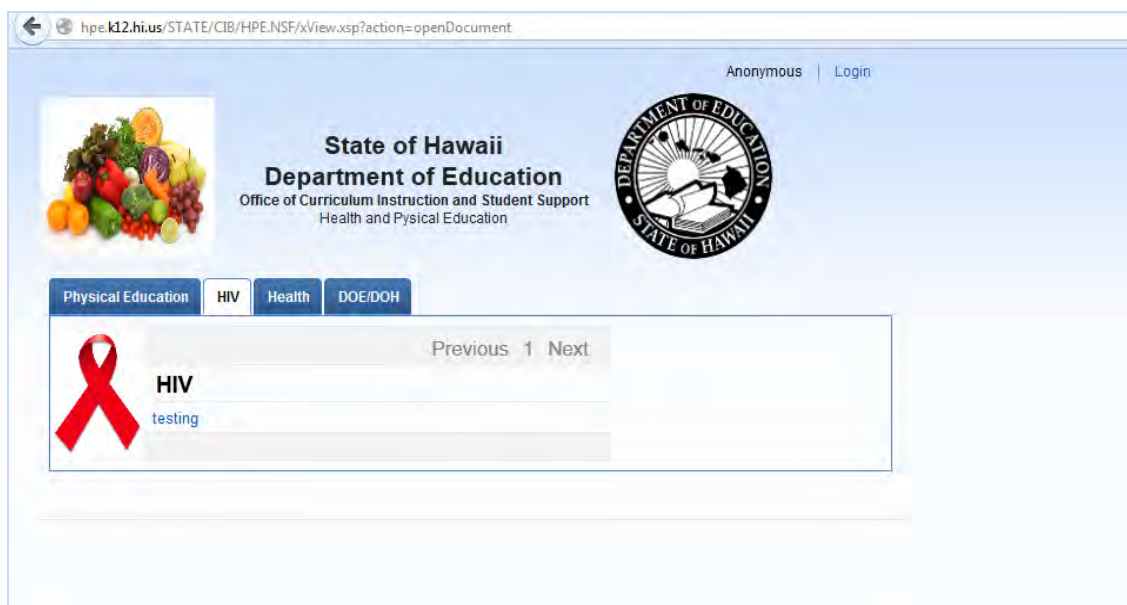 hpe.k12.hi.us/STATE/CIB/HPE.NSF/xView.xsp?action=openDocument
Anonymous | Login
State of Hawaii
Department of Education
Office of Curriculum Instruction and Student Support
Health and Pysical Education
DEPARTMENT OF EDUCATION
STATE OF HAWAII
Physical Education HIV Health DOE/DOH
Previous 1 Next
HIV
testing